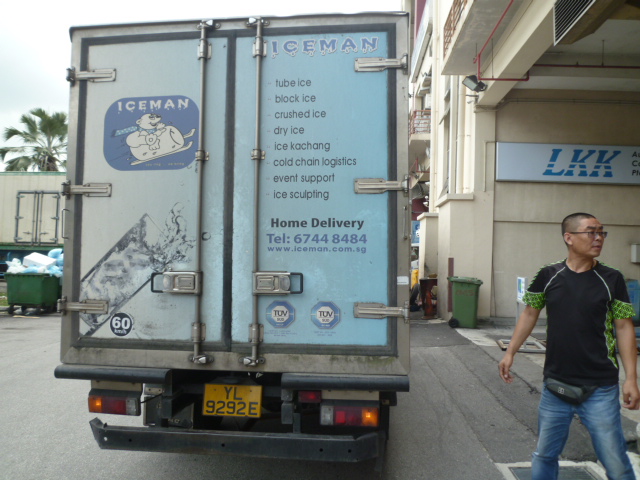 ICEMAN
ICEMAN
tube ice
block ice
crushed ice
dry ice
ice kachang
cold chain logistics
event support
ice sculpting
Home Delivery
Tel: 6744 8484
www.iceman.com.sg
60
km/h
TUV
TUV
YL
9292E
LKK